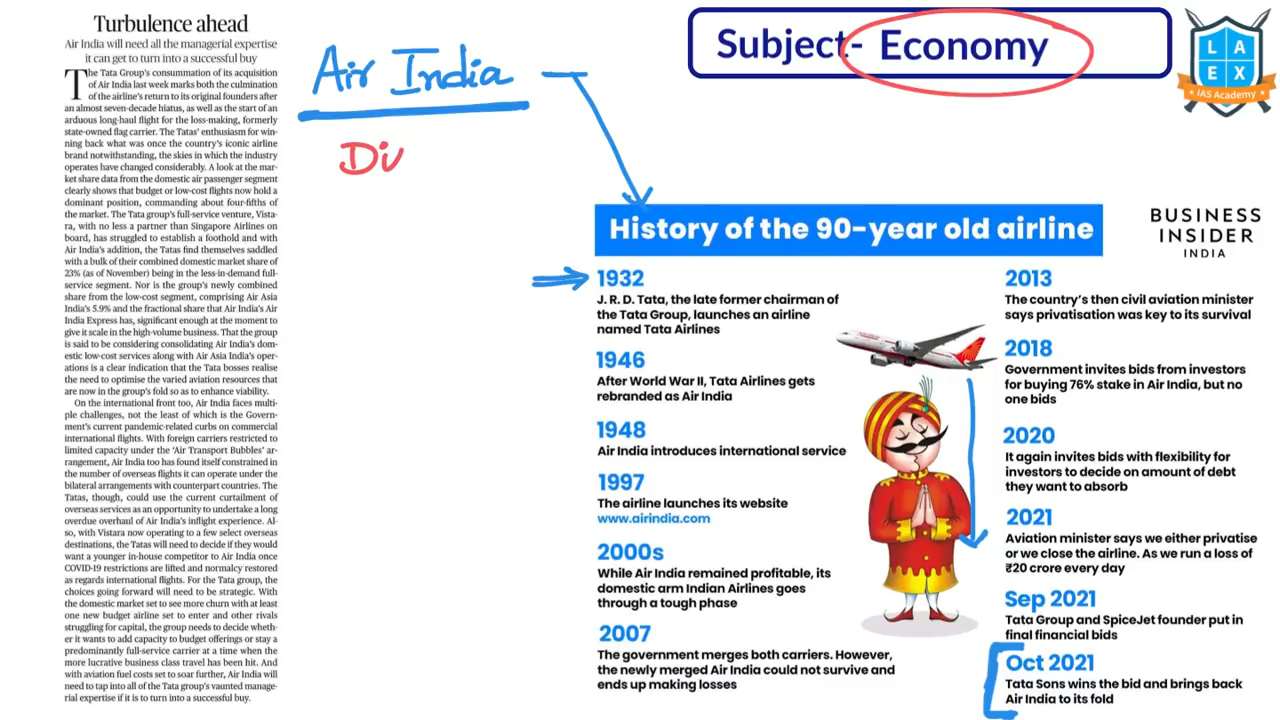 Turbulence ahead
Air India will need all the managerial expertise
it can get to turn into a successful buy
The Tata Group's consummation of its acquisition
of Air India last week marks both the culmination
of the airline's return to its original founders after
an almost seven-decade hiatus, as well as the start of an
arduous long-haul flight for the loss-making, formerly
state-owned flag carrier. The Tatas' enthusiasm for win-
ning back what was once the country's iconic airline
brand notwithstanding, the skies in which the industry
operates have changed considerably. A look at the mar-
ket share data from the domestic air passenger segment
clearly shows that budget or low-cost flights now hold a
dominant position, commanding about four-fifths of
the market. The Tata group's full-service venture, Vista-
ra, with no less a partner than Singapore Airlines on
board, has struggled to establish a foothold and with
Air India's addition, the Tatas find themselves saddled
with a bulk of their combined domestic market share of
23% (as of November) being in the less-in-demand full-
service segment. Nor is the group's newly combined
share from the low-cost segment, comprising Air Asia
India's 5.9% and the fractional share that Air India's Air
India Express has, significant enough at the moment to
give it scale in the high-volume business. That the group
is said to be considering consolidating Air India's dom-
estic low-cost services along with Air Asia India's oper-
ations is a clear indication that the Tata bosses realise
the need to optimise the varied aviation resources that
are now in the group's fold so as to enhance viability.
On the international front too, Air India faces multi-
ple challenges, not the least of which is the Govern-
ment's current pandemic-related curbs on commercial
international flights. With foreign carriers restricted to
limited capacity under the 'Air Transport Bubbles' ar-
rangement, Air India too has found itself constrained in
the number of overseas flights it can operate under the
bilateral arrangements with counterpart countries. The
Tatas, though, could use the current curtailment of
overseas services as an opportunity to undertake a long
overdue overhaul of Air India's inflight experience. Al-
so, with Vistara now operating to a few select overseas
destinations, the Tatas will need to decide if they would
want a younger in-house competitor to Air India once
COVID-19 restrictions are lifted and normalcy restored
as regards international flights. For the Tata group, the
choices going forward will need to be strategic. With
the domestic market set to see more churn with at least
one new budget airline set to enter and other rivals
struggling for capital, the group needs to decide wheth-
er it wants to add capacity to budget offerings or stay a
predominantly full-service carrier at a time when the
more lucrative business class travel has been hit. And
with aviation fuel costs set to soar further, Air India will
need to tap into all of the Tata group's vaunted manage-
rial expertise if it is to turn into a successful buy.
Air India
Div
Subject- Economy
L A
E X
IAS Academy
History of the 90-year old airline
BUSINESS
INSIDER
INDIA
1932
J. R. D. Tata, the late former chairman of
the Tata Group, launches an airline
named Tata Airlines
1946
After World War II, Tata Airlines gets
rebranded as Air India
1948
Air India introduces international service
1997
The airline launches its website
www.airindia.com
2000s
While Air India remained profitable, its
domestic arm Indian Airlines goes
through a tough phase
2007
The government merges both carriers. However,
the newly merged Air India could not survive and
ends up making losses
2013
The country's then civil aviation minister
says privatisation was key to its survival
2018
Government invites bids from investors
for buying 76% stake in Air India, but no
one bids
2020
It again invites bids with flexibility for
investors to decide on amount of debt
they want to absorb
2021
Aviation minister says we either privatise
or we close the airline. As we run a loss of
₹20 crore every day
Sep 2021
Tata Group and SpiceJet founder put in
final financial bids
Oct 2021
Tata Sons wins the bid and brings back
Air India to its fold